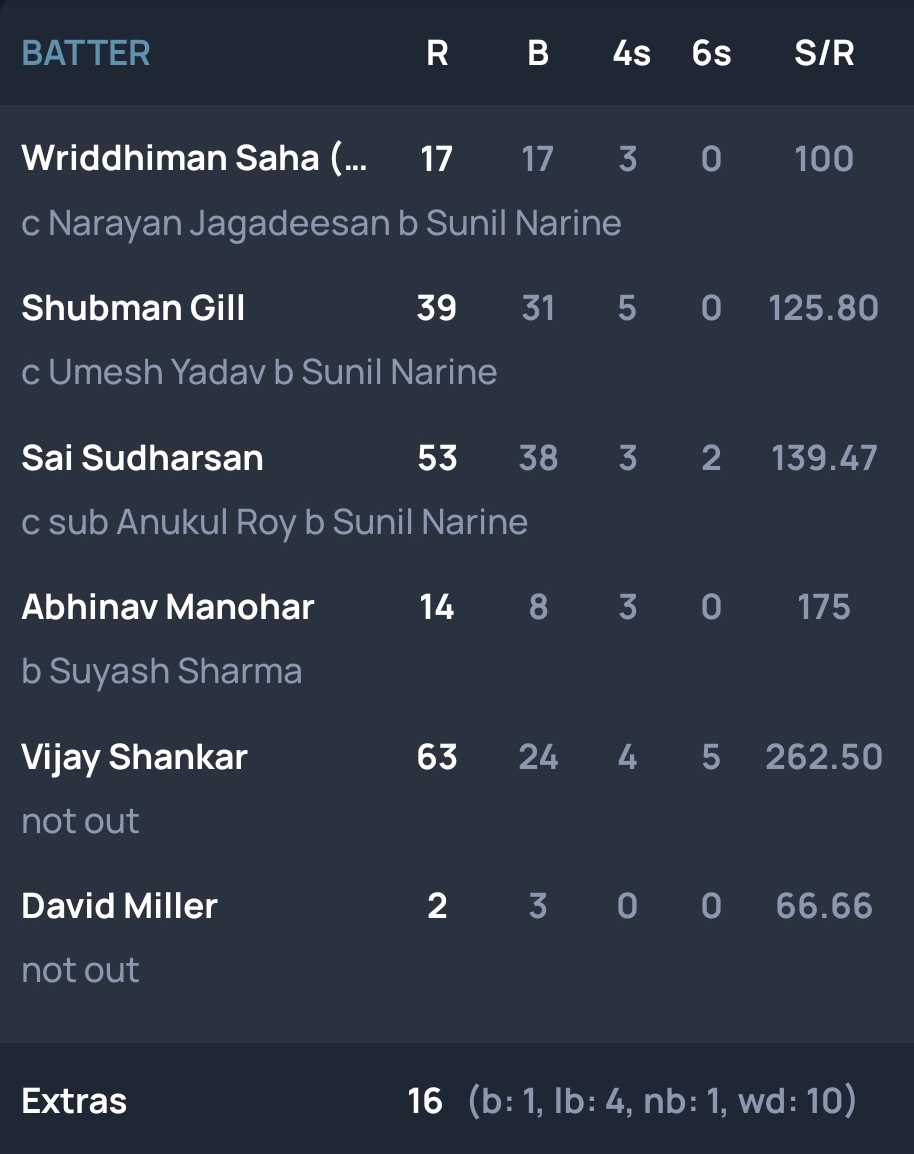 BATTER R B 4s 6s S/R
Wriddhiman Saha (... 17 17 3 0 100
c Narayan Jagadeesan b Sunil Narine
Shubman Gill 39 31 5 0 125.80
c Umesh Yadav b Sunil Narine
Sai Sudharsan 53 38 3 2 139.47
c sub Anukul Roy b Sunil Narine
Abhinav Manohar 14 8 3 0 175
b Suyash Sharma
Vijay Shankar 63 24 4 5 262.50
not out
David Miller 2 3 0 0 66.66
not out
Extras 16 (b: 1, lb: 4, nb: 1, wd: 10)